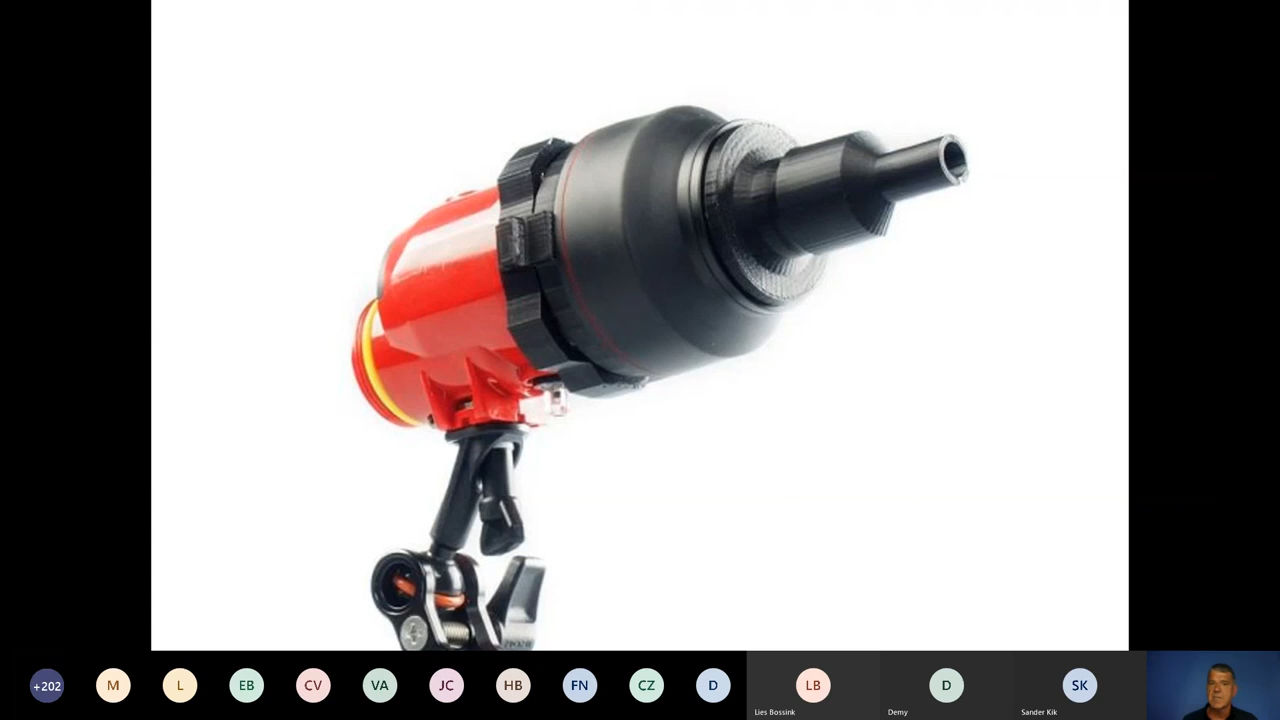 +202
M
L
EB
CV
VA
JC
HB
FN
CZ
D
LB
D
SK
Lies Bossink
Demy
Sander Kik